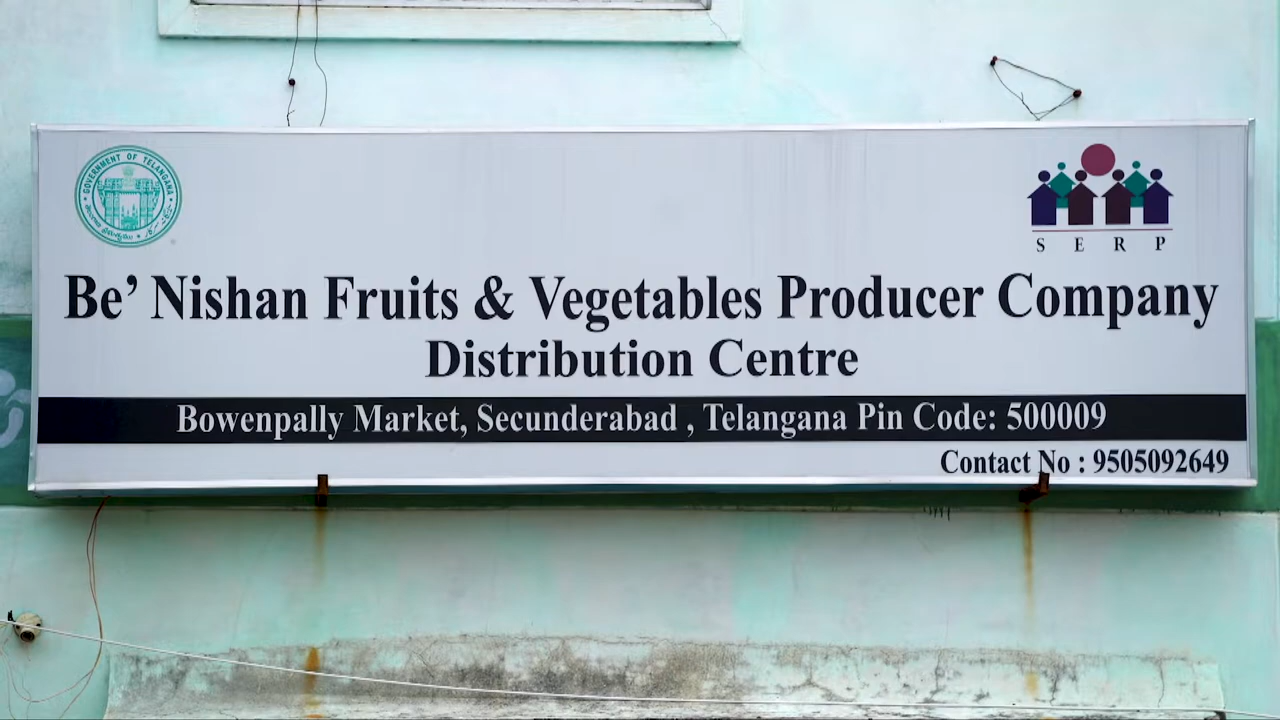 GOVERNMENT OF TELANGANA
S E R P
Be’ Nishan Fruits & Vegetables Producer Company
Distribution Centre
Bowenpally Market, Secunderabad , Telangana Pin Code: 500009
Contact No : 9505092649